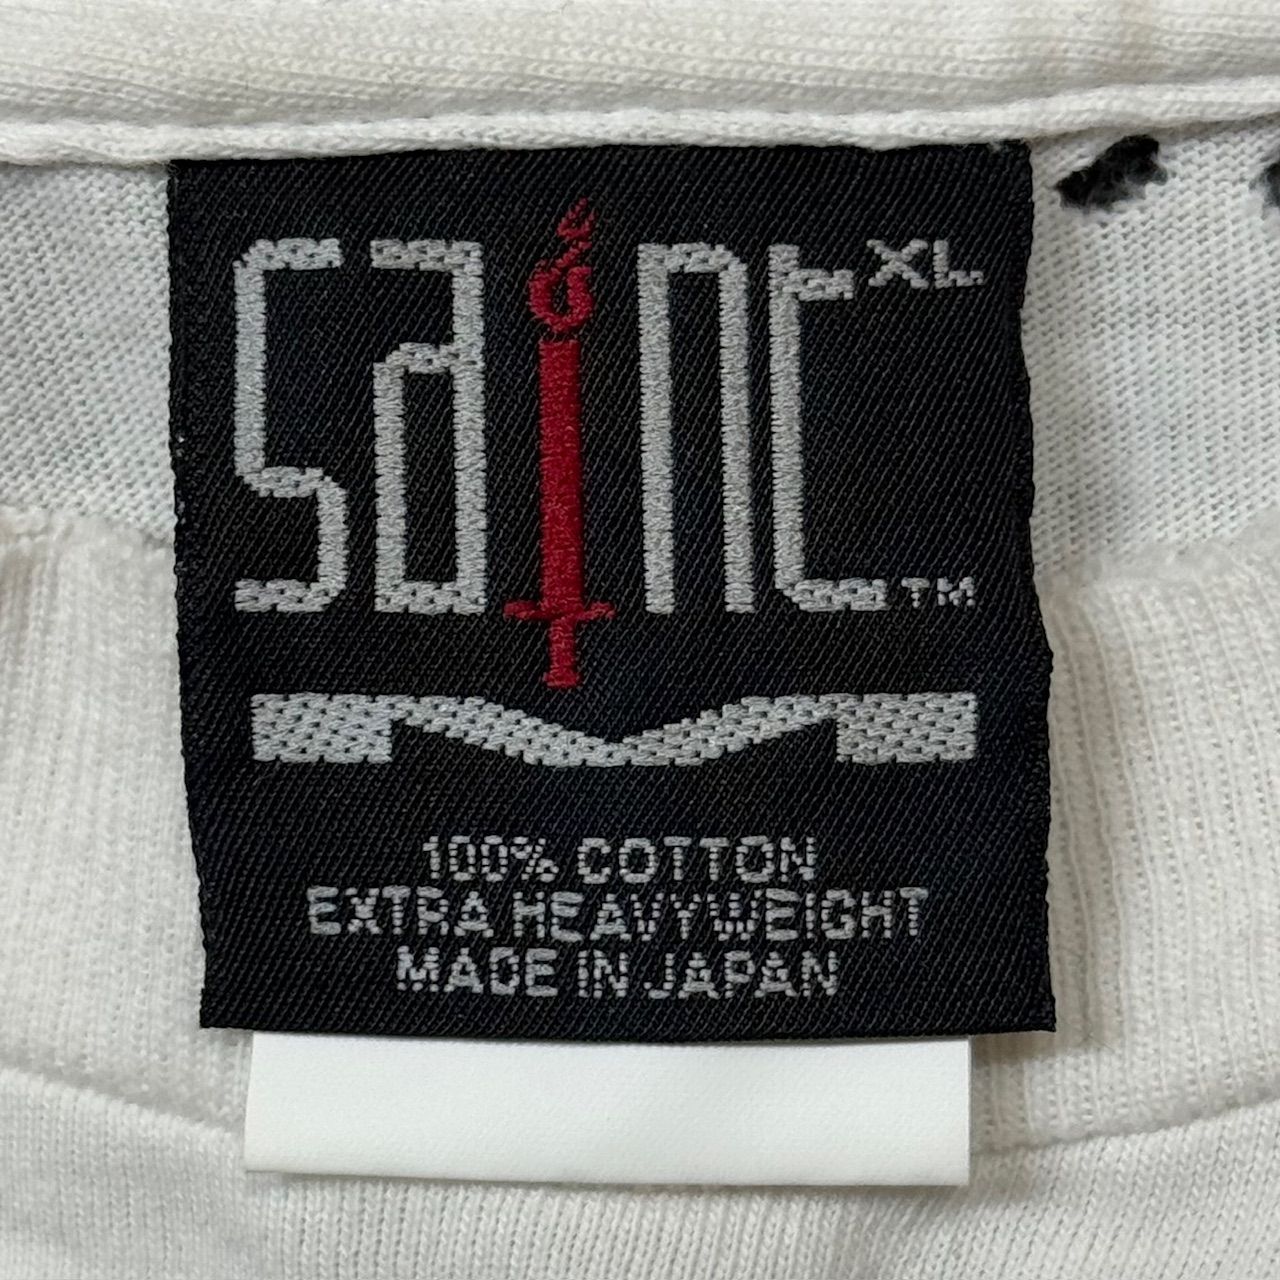 saint XL
TM
M
100% COTTON
EXTRA HEAVYWEIGHT
MADE IN JAPAN